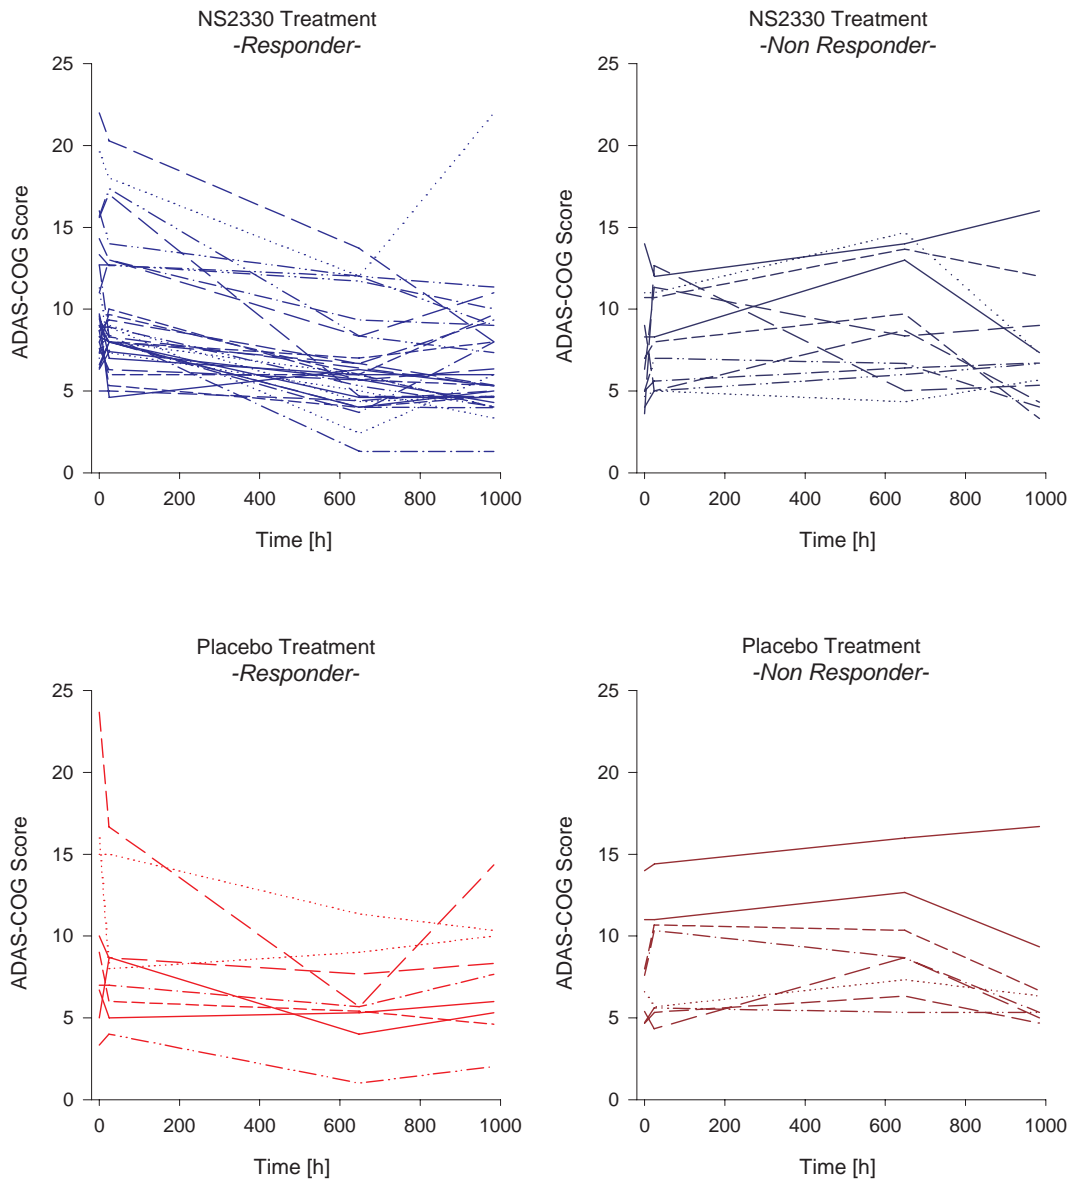 NS2330 Treatment
-Responder-
25
20
15
10
5
0
ADAS-COG Score
0 200 400 600 800 1000
Time [h]
NS2330 Treatment
-Non Responder-
25
20
15
10
5
0
ADAS-COG Score
0 200 400 600 800 1000
Time [h]
Placebo Treatment
-Responder-
25
20
15
10
5
0
ADAS-COG Score
0 200 400 600 800 1000
Time [h]
Placebo Treatment
-Non Responder-
25
20
15
10
5
0
ADAS-COG Score
0 200 400 600 800 1000
Time [h]